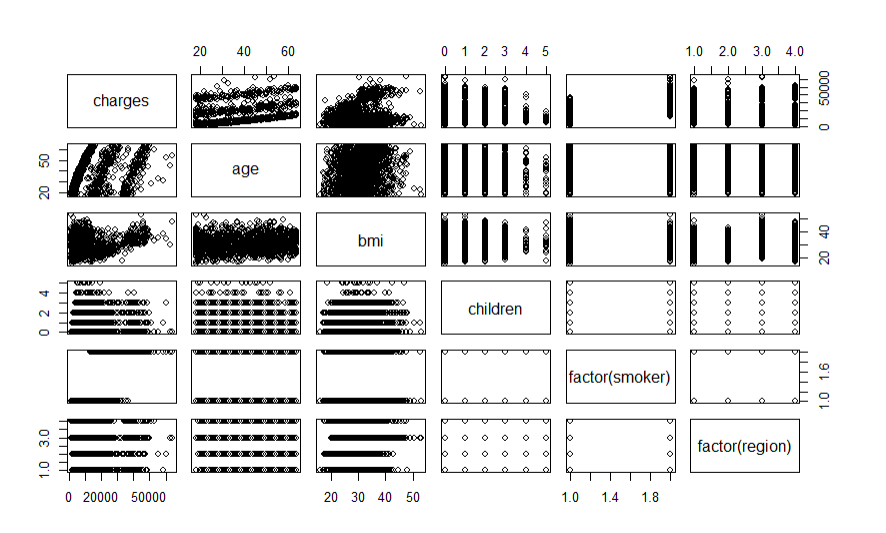 20 40 60 0 1 2 3 4 5 1.0 2.0 3.0 4.0
charges
0 50000
20 50
age
bmi
20 40
0 2 4
children
factor(smoker)
1.0 1.6
1.0 3.0
factor(region)
0 20000 50000 20 30 40 50 1.0 1.4 1.8